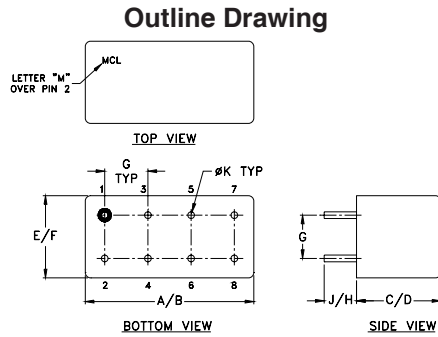 Outline Drawing
MCL
LETTER "M"
OVER PIN 2
TOP VIEW
G
TYP
øK TYP
1 3 5 7
E/F
2 4 6 8
A/B
BOTTOM VIEW
G
J/H C/D
SIDE VIEW